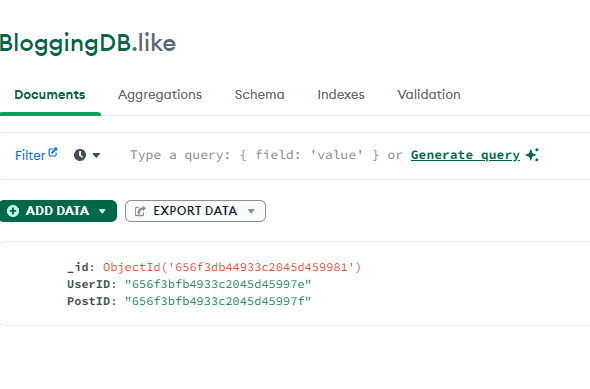 BloggingDB.like
Documents Aggregations Schema Indexes Validation
Filter Type a query: { field: 'value' } or Generate query
ADD DATA EXPORT DATA
_id: ObjectId('656f3db44933c2045d459981')
UserID: "656f3bfb4933c2045d45997e"
PostID: "656f3bfb4933c2045d45997f"